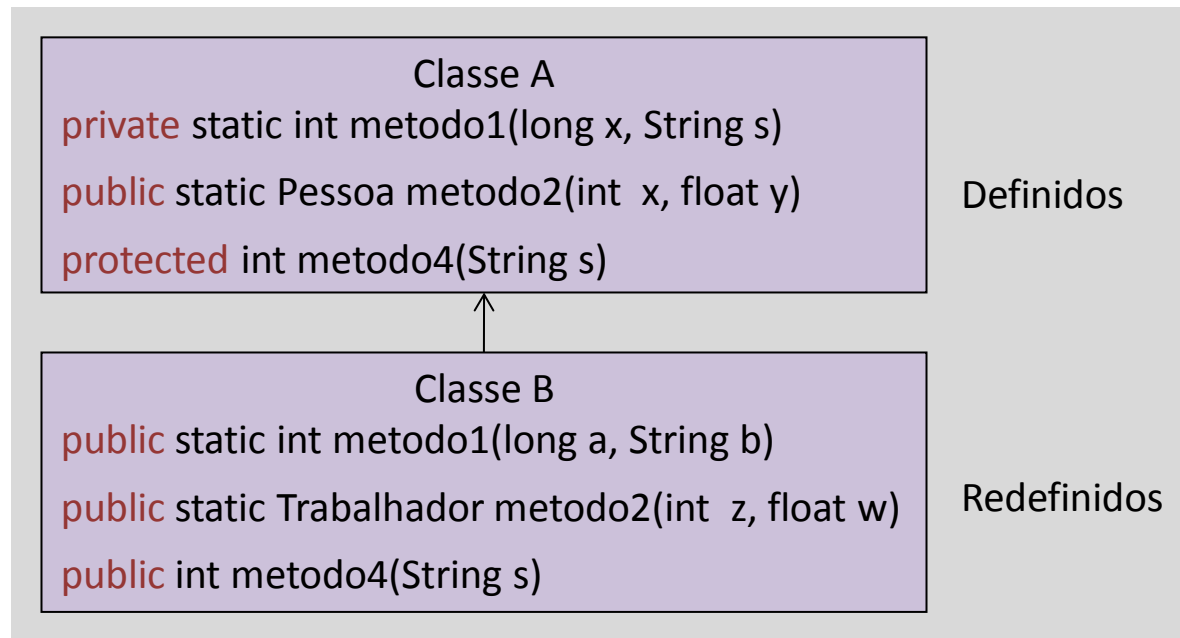 Classe A
private static int metodo1(long x, String s)
public static Pessoa metodo2(int x, float y)
protected int metodo4(String s)
Definidos
Classe B
public static int metodo1(long a, String b)
public static Trabalhador metodo2(int z, float w)
public int metodo4(String s)
Redefinidos